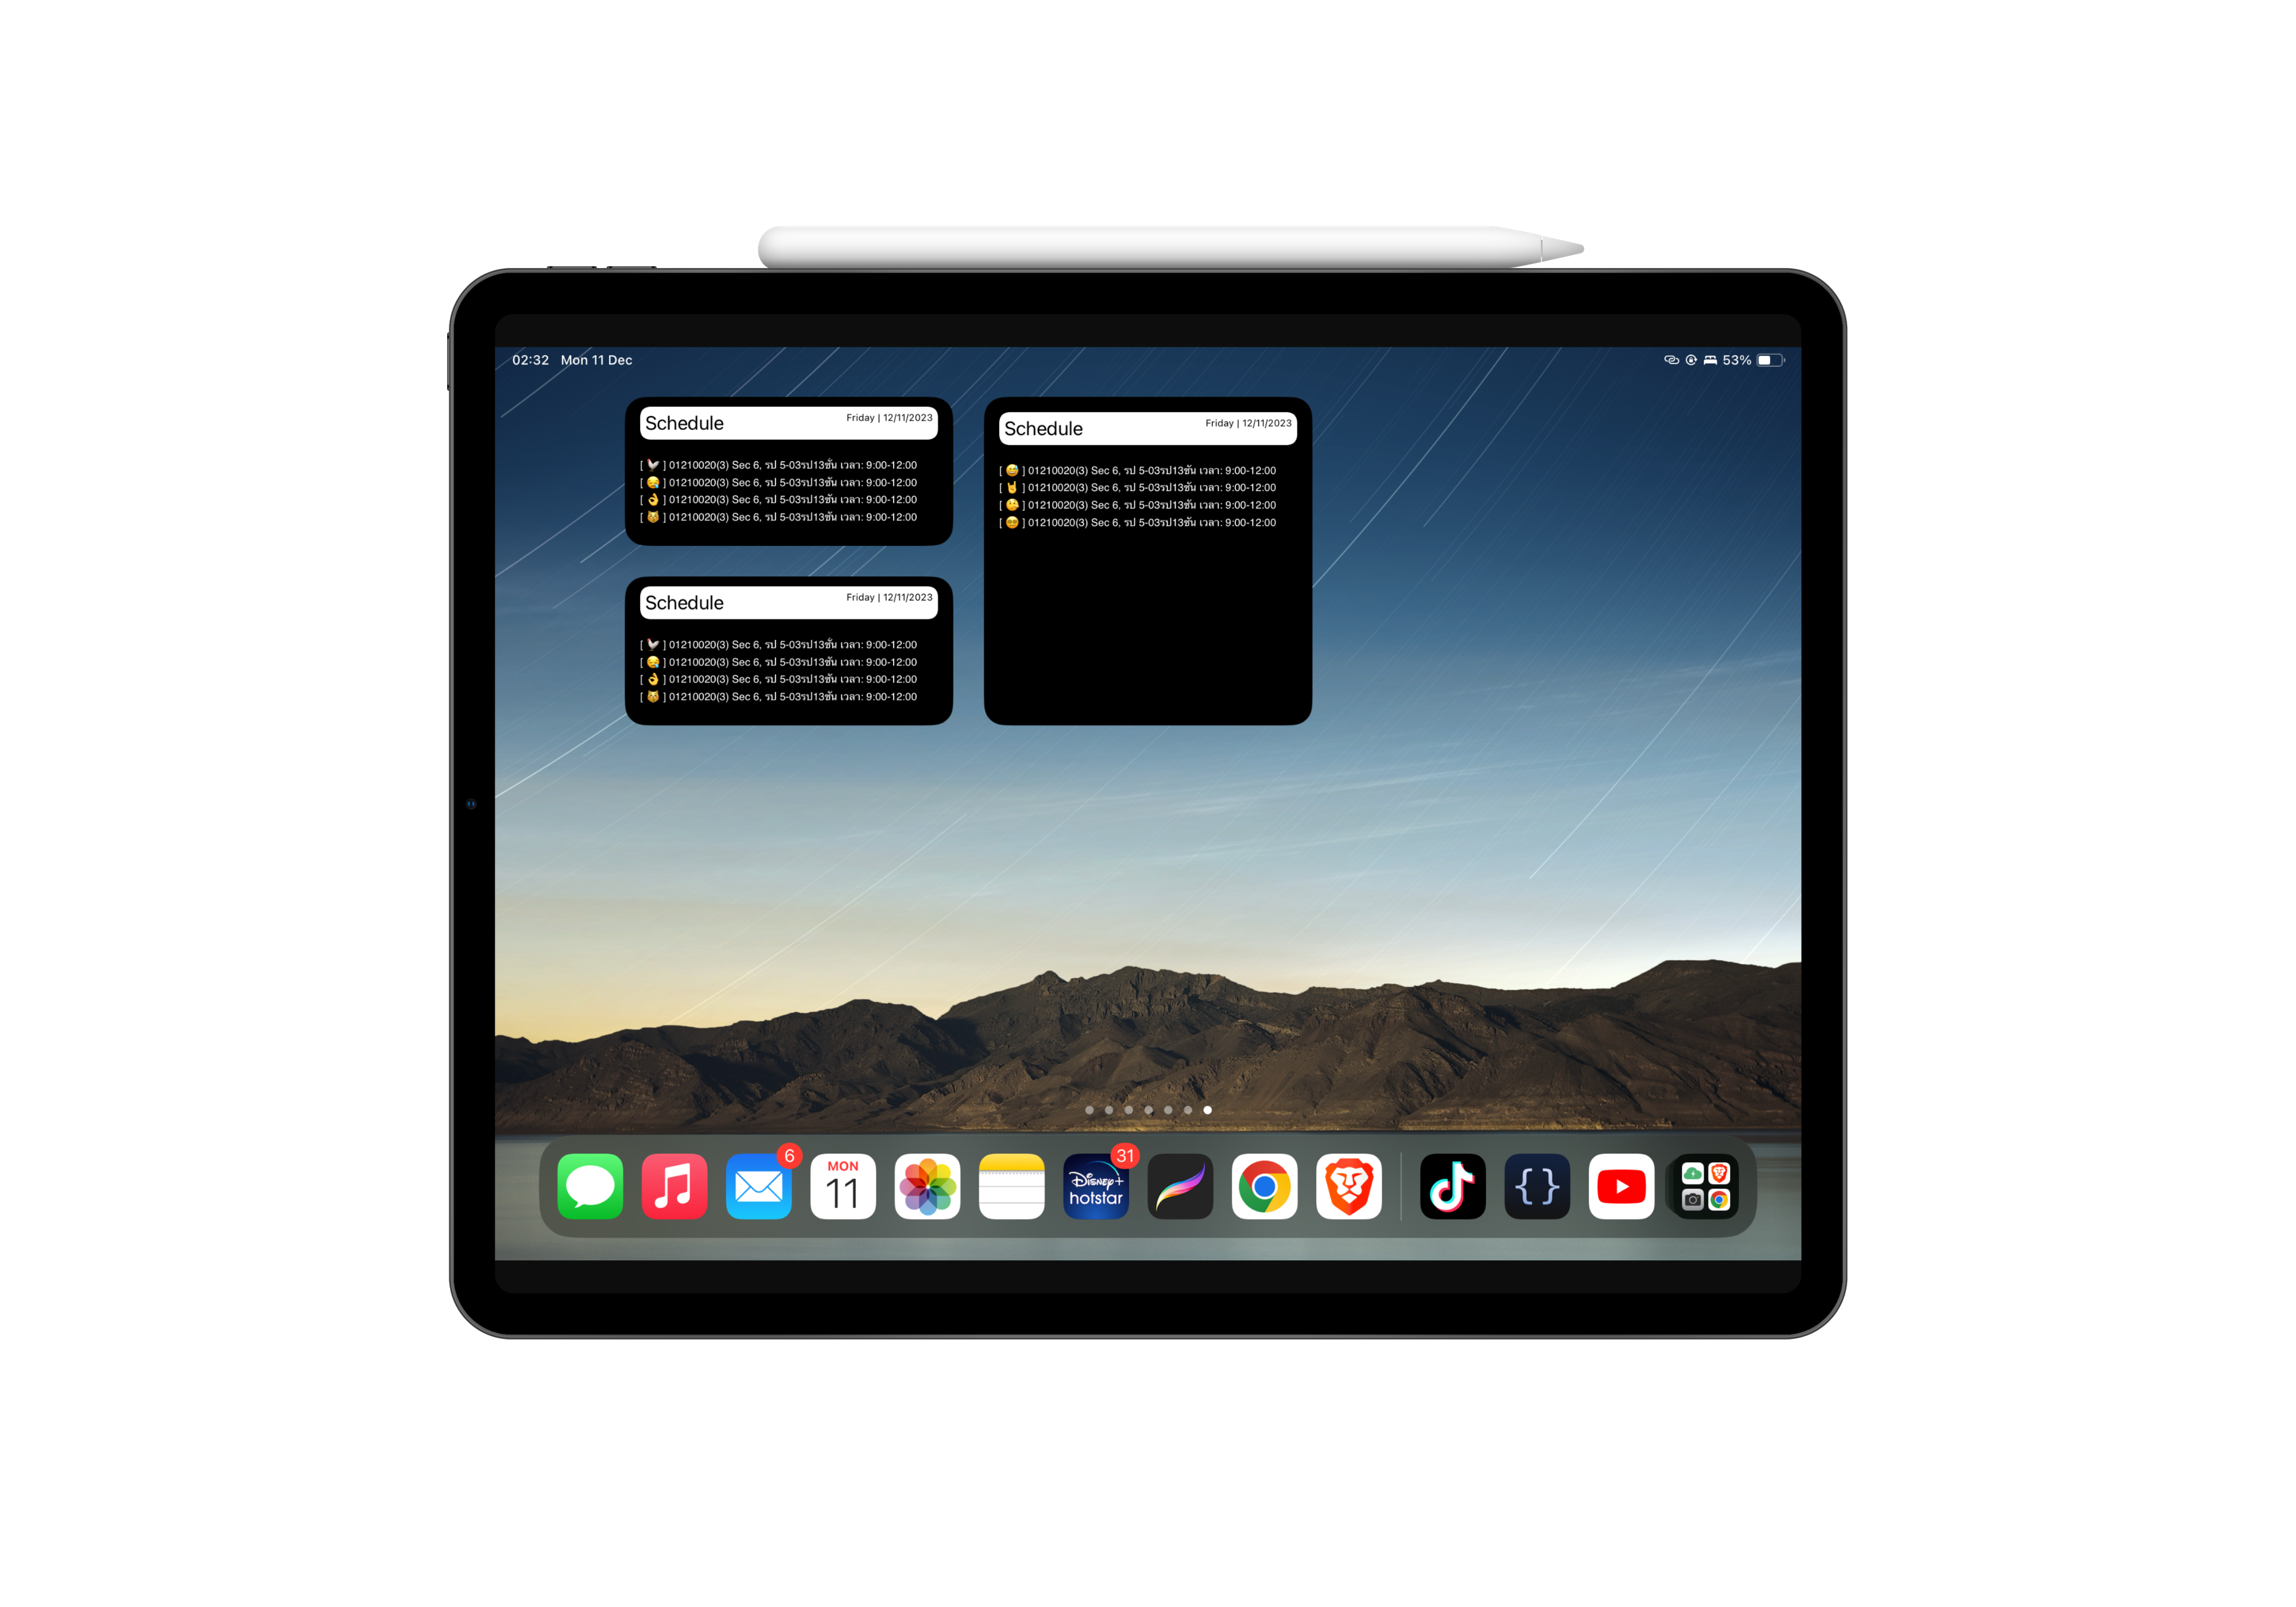 02:32 Mon 11 Dec
53%
Schedule
Friday | 12/11/2023
[ 🐓 ] 01210020(3) Sec 6, รป 5-03รป13ชั้น เวลา: 9:00-12:00
[ 😪 ] 01210020(3) Sec 6, รป 5-03รป13ชัน เวลา: 9:00-12:00
[ 👌 ] 01210020(3) Sec 6, รป 5-03รป13ชัน เวลา: 9:00-12:00
[ 😸 ] 01210020(3) Sec 6, รป 5-03รป13ชัน เวลา: 9:00-12:00
Schedule
Friday | 12/11/2023
[ 🐓 ] 01210020(3) Sec 6, รป 5-03รป13ชั้น เวลา: 9:00-12:00
[ 😪 ] 01210020(3) Sec 6, รป 5-03รป13ชัน เวลา: 9:00-12:00
[ 👌 ] 01210020(3) Sec 6, รป 5-03รป13ชัน เวลา: 9:00-12:00
[ 😸 ] 01210020(3) Sec 6, รป 5-03รป13ชัน เวลา: 9:00-12:00
Schedule
Friday | 12/11/2023
[ 😅 ] 01210020(3) Sec 6, รป 5-03รป13ชัน เวลา: 9:00-12:00
[ 🤘 ] 01210020(3) Sec 6, รป 5-03รป13ชัน เวลา: 9:00-12:00
[ 🤔 ] 01210020(3) Sec 6, รป 5-03รป13ชัน เวลา: 9:00-12:00
[ 😵‍💫 ] 01210020(3) Sec 6, รป 5-03รป13ชัน เวลา: 9:00-12:00
6
MON
11
31
Disney+
hotstar
{ }